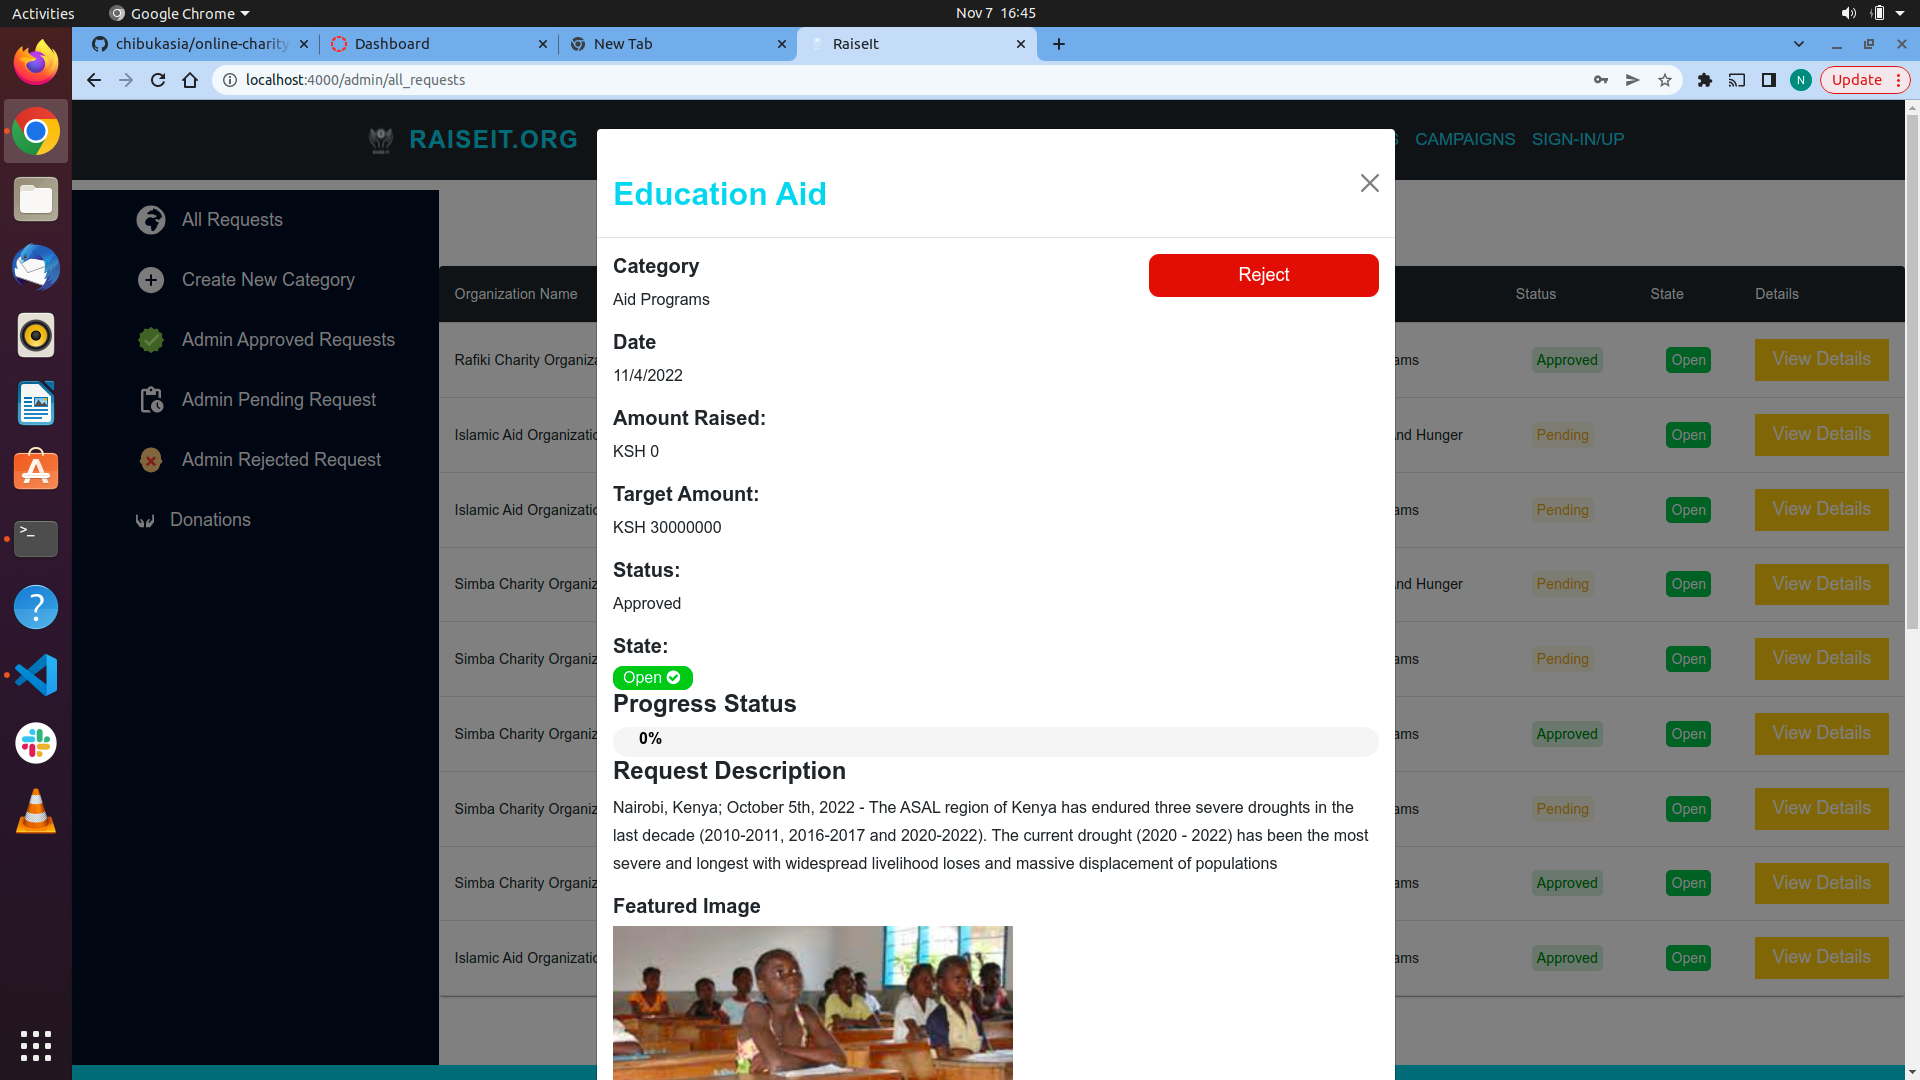 Activities
Google Chrome
Nov 7 16:45
chibukasia/online-charity
Dashboard
New Tab
RaiseIt
localhost:4000/admin/all_requests
N
Update
RAISEIT.ORG
CAMPAIGNS
SIGN-IN/UP
All Requests
Create New Category
Admin Approved Requests
Admin Pending Request
Admin Rejected Request
Donations
Education Aid
Category
Aid Programs
Reject
Date
11/4/2022
Amount Raised:
KSH 0
Target Amount:
KSH 30000000
Status:
Approved
State:
Open
Progress Status
0%
Request Description
Nairobi, Kenya; October 5th, 2022 - The ASAL region of Kenya has endured three severe droughts in the
last decade (2010-2011, 2016-2017 and 2020-2022). The current drought (2020 - 2022) has been the most
severe and longest with widespread livelihood loses and massive displacement of populations
Featured Image
Organization Name Status State Details
Rafiki Charity Organiza ams Approved Open View Details
Islamic Aid Organizatio nd Hunger Pending Open View Details
Islamic Aid Organizatio ams Pending Open View Details
Simba Charity Organiz nd Hunger Pending Open View Details
Simba Charity Organiz ams Pending Open View Details
Simba Charity Organiz ams Approved Open View Details
Simba Charity Organiz ams Pending Open View Details
Simba Charity Organiz ams Approved Open View Details
Islamic Aid Organizatio ams Approved Open View Details